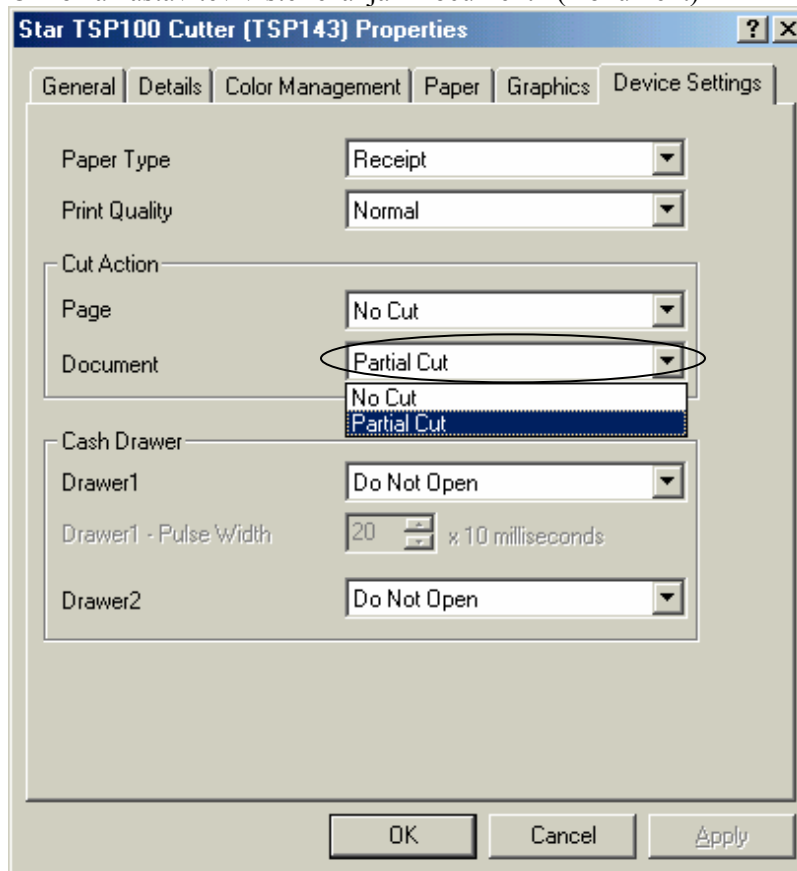 Star TSP100 Cutter (TSP143) Properties ? ×
General Details Color Management Paper Graphics Device Settings
Paper Type Receipt
Print Quality Normal
Cut Action
Page No Cut
Document Partial Cut
No Cut
Partial Cut
Cash Drawer
Drawer1 Do Not Open
Drawer1 - Pulse Width 20 x 10 milliseconds
Drawer2 Do Not Open
OK Cancel Apply